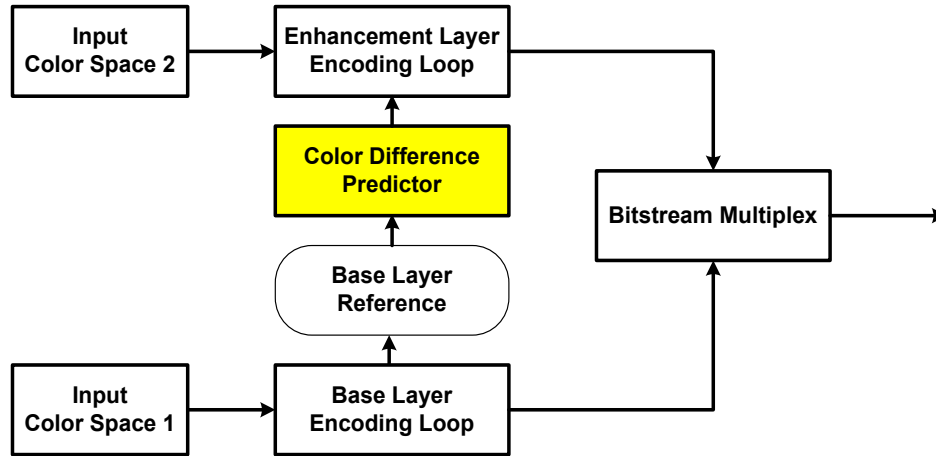 Input
Color Space 2
Enhancement Layer
Encoding Loop
Color Difference
Predictor
Bitstream Multiplex
Base Layer
Reference
Input
Color Space 1
Base Layer
Encoding Loop